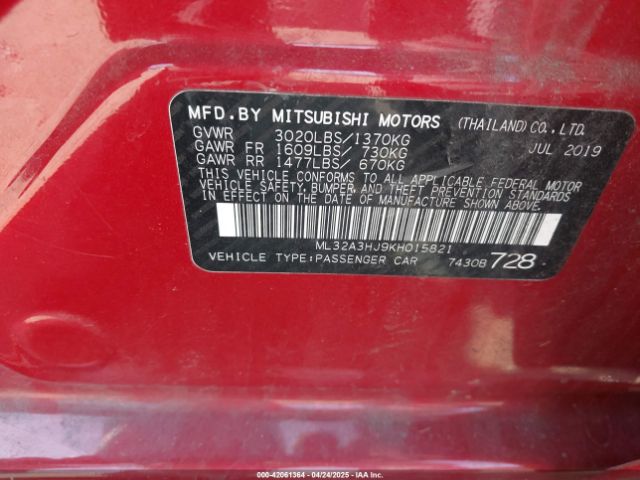 MFD.BY MITSUBISHI MOTORS (THAILAND)CO.,LTD.
GVWR 3020LBS/1370KG JUL 2019
GAWR FR 1609LBS/ 730KG
GAWR RR 1477LBS/ 670KG
THIS VEHICLE CONFORMS TO ALL APPLICABLE FEDERAL MOTOR
VEHICLE SAFETY, BUMPER, AND THEFT PREVENTION STANDARDS
IN EFFECT ON THE DATE OF MANUFACTURE SHOWN ABOVE.
ML32A3HJ9KH015821
VEHICLE TYPE:PASSENGER CAR 7430B 728
000-42061364 04/24/2025 IAAI.com